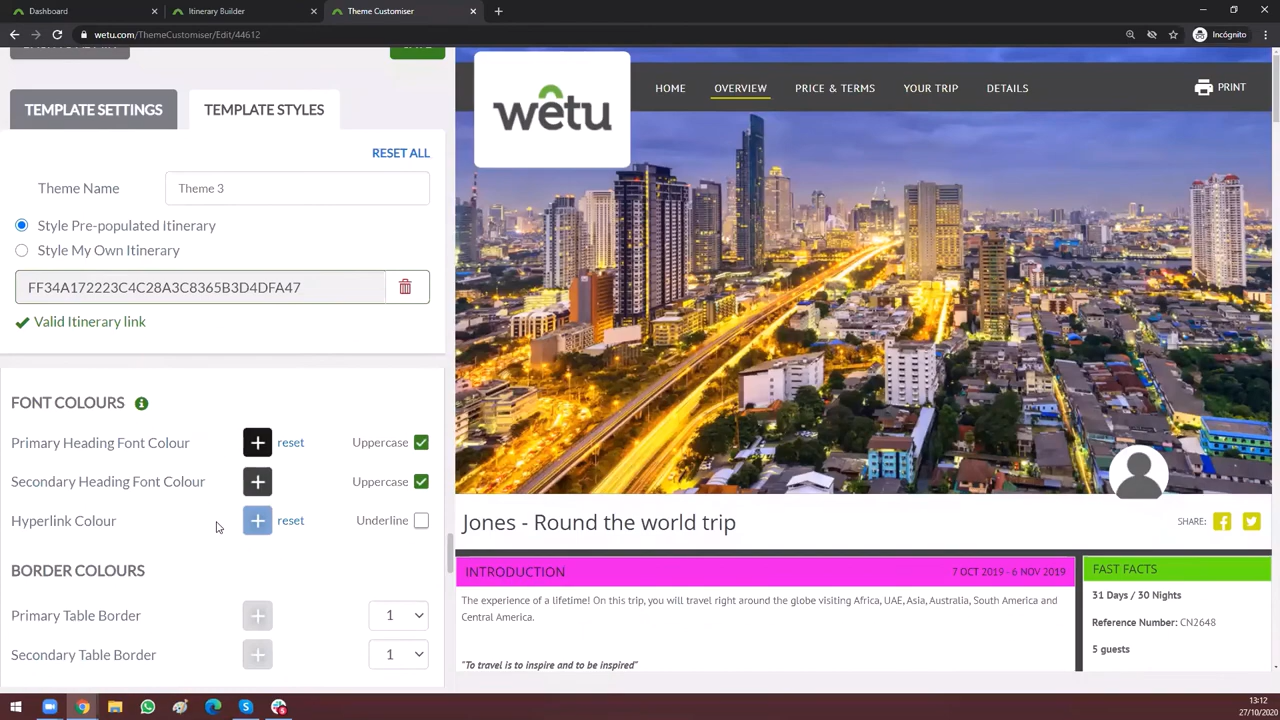 Dashboard
Itinerary Builder
Theme Customiser
wetu.com/ThemeCustomiser/Edit/44612
Incógnito
TEMPLATE SETTINGS
TEMPLATE STYLES
RESET ALL
Theme Name
Theme 3
Style Pre-populated Itinerary
Style My Own Itinerary
FF34A172223C4C28A3C8365B3D4DFA47
Valid Itinerary link
FONT COLOURS
Primary Heading Font Colour
reset
Uppercase
Secondary Heading Font Colour
Uppercase
Hyperlink Colour
reset
Underline
BORDER COLOURS
Primary Table Border
1
Secondary Table Border
1
wetu
HOME
OVERVIEW
PRICE & TERMS
YOUR TRIP
DETAILS
PRINT
Jones - Round the world trip
SHARE:
INTRODUCTION
7 OCT 2019 - 6 NOV 2019
The experience of a lifetime! On this trip, you will travel right around the globe visiting Africa, UAE, Asia, Australia, South America and
Central America.
"To travel is to inspire and to be inspired"
FAST FACTS
31 Days / 30 Nights
Reference Number: CN2648
5 guests
13:12
27/10/2020